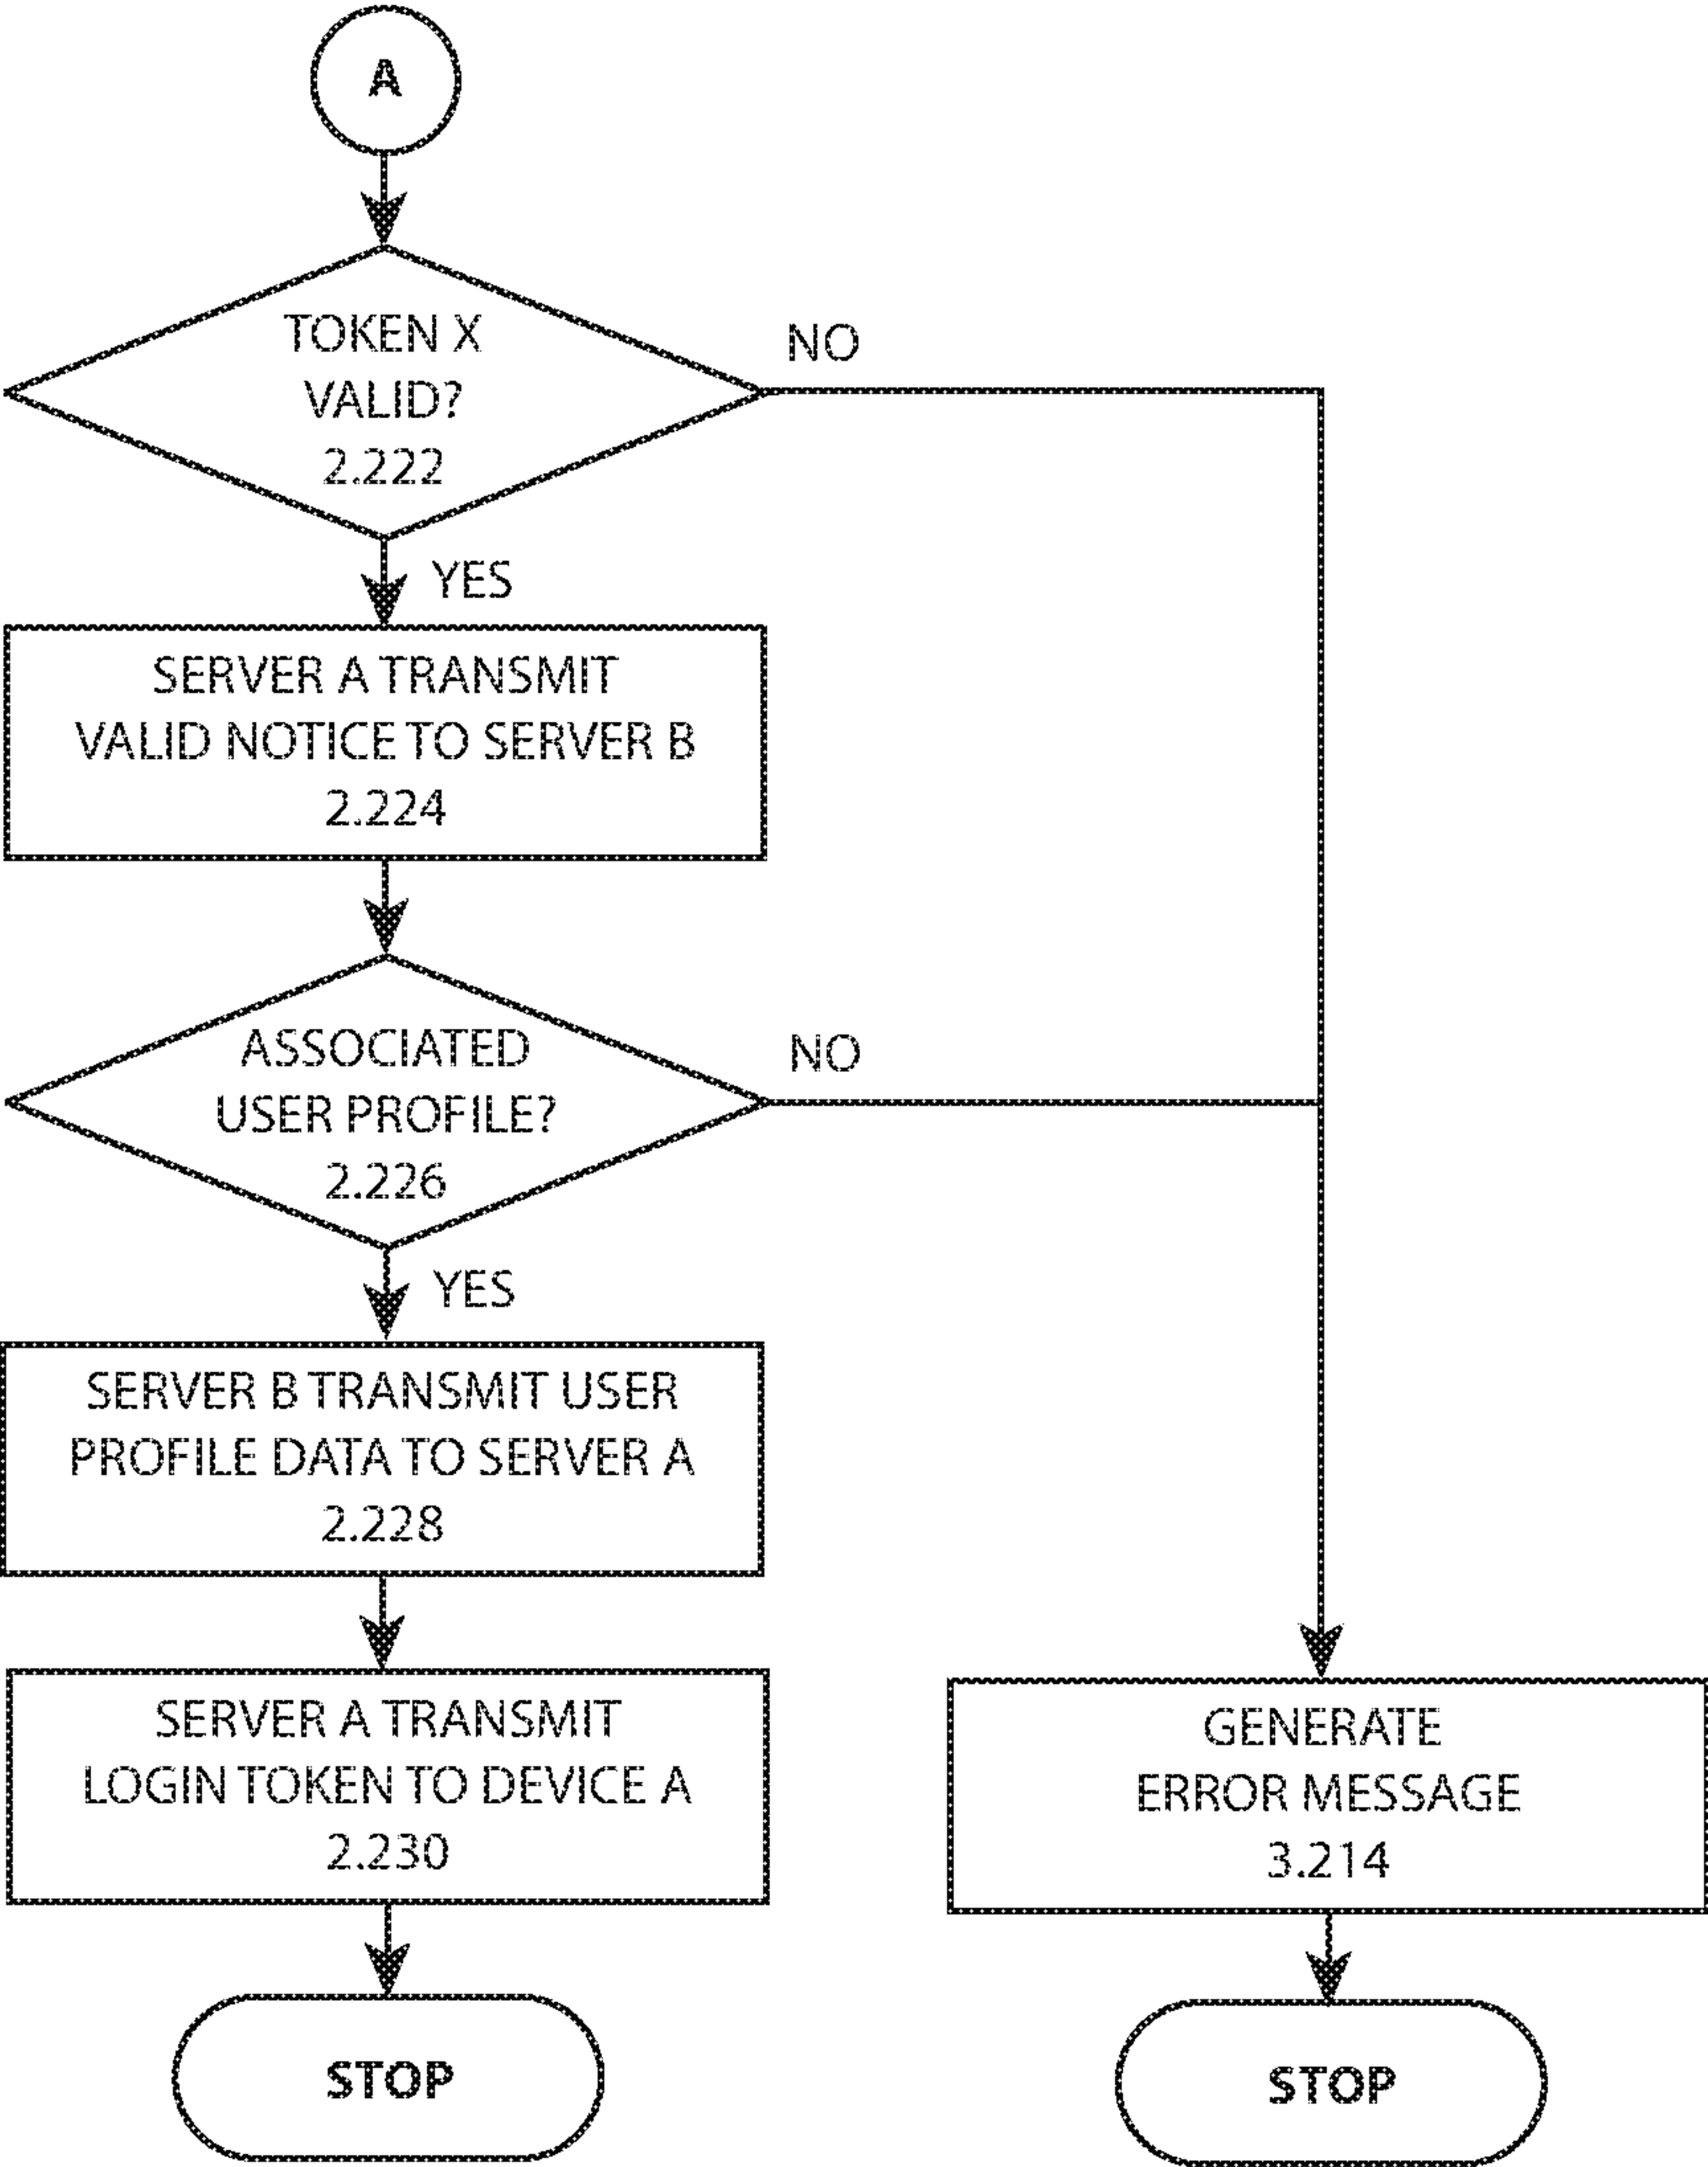 A
TOKEN X
VALID?
2.222
NO
YES
SERVER A TRANSMIT
VALID NOTICE TO SERVER B
2.224
ASSOCIATED
USER PROFILE?
2.226
NO
YES
SERVER B TRANSMIT USER
PROFILE DATA TO SERVER A
2.228
SERVER A TRANSMIT
LOGIN TOKEN TO DEVICE A
2.230
GENERATE
ERROR MESSAGE
3.214
STOP
STOP